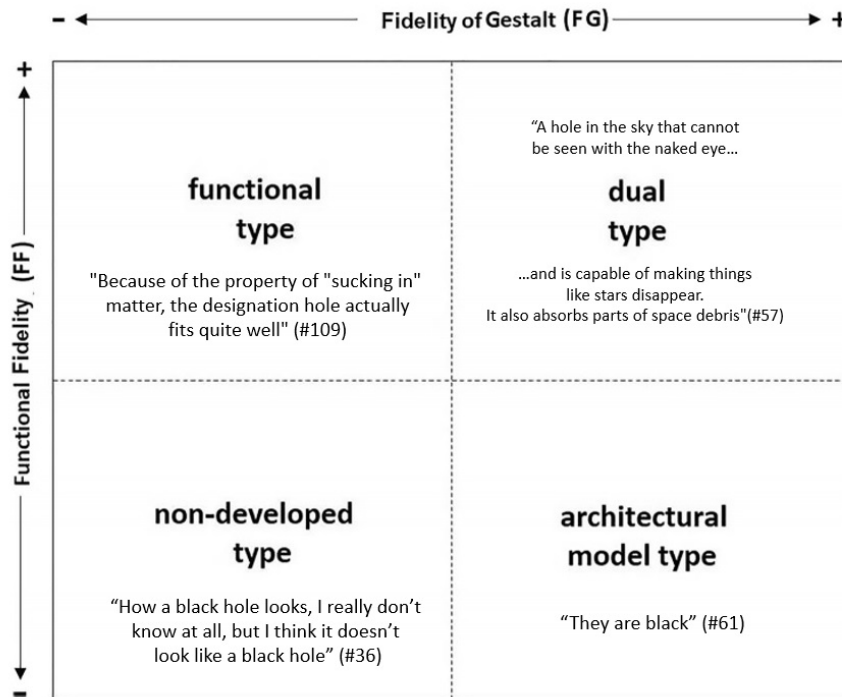 - Fidelity of Gestalt (FG) +
+
Functional Fidelity (FF)
-
functional
type
"Because of the property of "sucking in"
matter, the designation hole actually
fits quite well" (#109)
“A hole in the sky that cannot
be seen with the naked eye…
dual
type
…and is capable of making things
like stars disappear.
It also absorbs parts of space debris"(#57)
non-developed
type
“How a black hole looks, I really don’t
know at all, but I think it doesn’t
look like a black hole” (#36)
architectural
model type
“They are black” (#61)